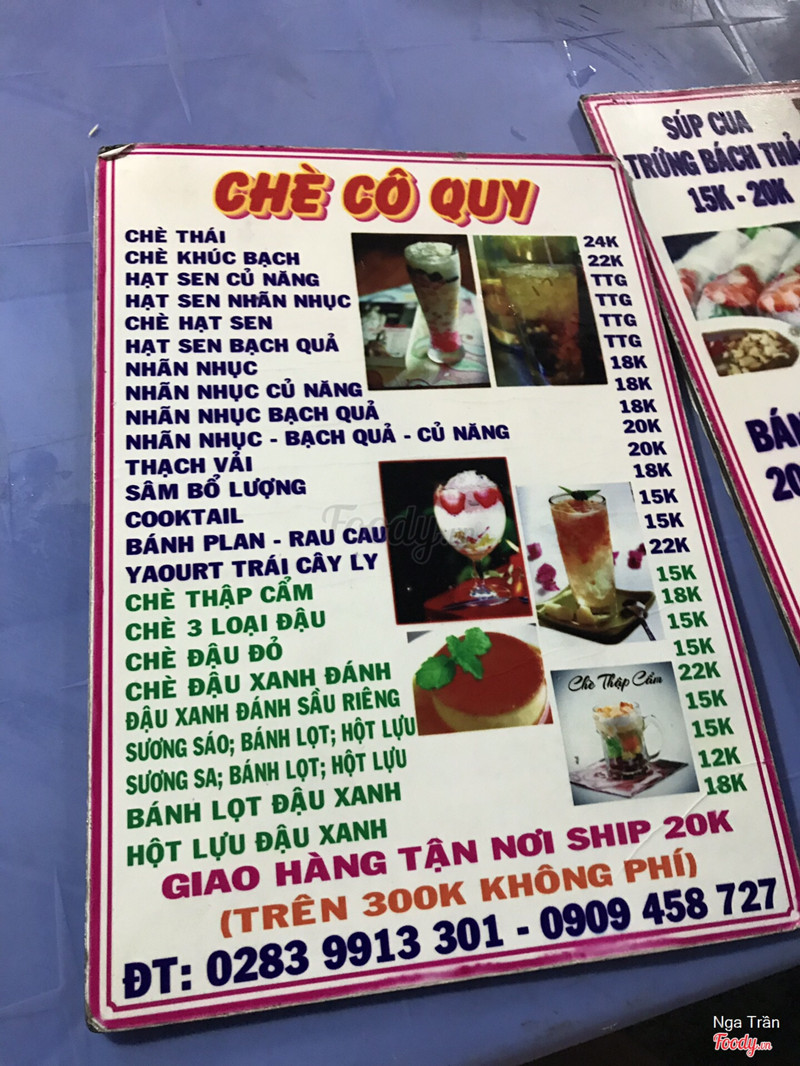 CHÈ CÔ QUY
CHÈ THÁI 24K
CHÈ KHÚC BẠCH 22K
HẠT SEN CỦ NĂNG TTG
HẠT SEN NHÃN NHỤC TTG
CHÈ HẠT SEN TTG
HẠT SEN BẠCH QUẢ TTG
NHÃN NHỤC 18K
NHÃN NHỤC CỦ NĂNG 18K
NHÃN NHỤC BẠCH QUẢ 18K
NHÃN NHỤC - BẠCH QUẢ - CỦ NĂNG 20K
THẠCH VẢI 20K
SÂM BỔ LƯỢNG 18K
COOKTAIL 15K
BÁNH PLAN - RAU CAU 15K
YAOURT TRÁI CÂY LY 22K
CHÈ THẬP CẨM 15K
CHÈ 3 LOẠI ĐẬU 18K
CHÈ ĐẬU ĐỎ 15K
CHÈ ĐẬU XANH ĐÁNH 15K
ĐẬU XANH ĐÁNH SẦU RIÊNG 22K
SƯƠNG SÁO; BÁNH LỌT; HỘT LỰU 15K
SƯƠNG SA; BÁNH LỌT; HỘT LỰU 15K
BÁNH LỌT ĐẬU XANH 12K
HỘT LỰU ĐẬU XANH 18K
Chè Thập Cẩm
GIAO HÀNG TẬN NƠI SHIP 20K
(TRÊN 300K KHÔNG PHÍ)
ĐT: 0283 9913 301 - 0909 458 727
SÚP CUA
TRỨNG BÁCH THẢO
15K - 20K
BÁN
20
Foody.vn
Nga Trần
Foody.vn